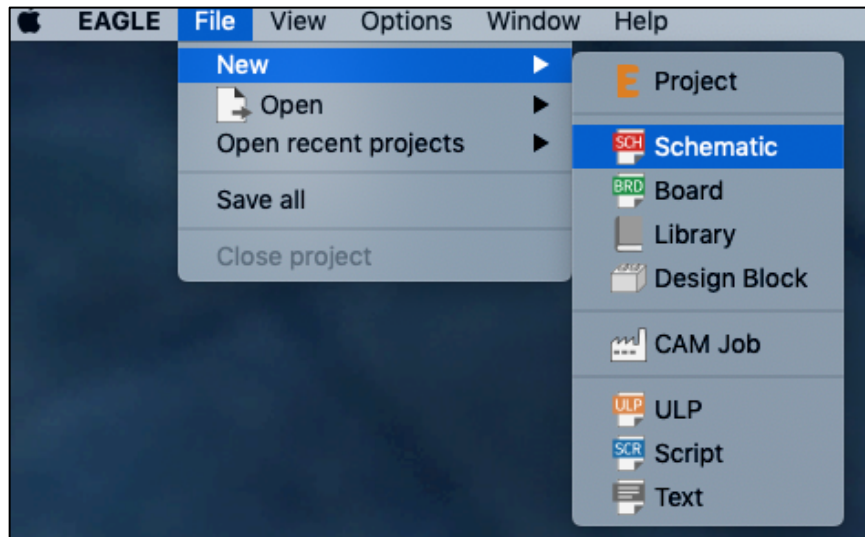 EAGLE File View Options Window Help
New
Open
Open recent projects
Save all
Close project
E Project
SCH Schematic
BRD Board
Library
Design Block
CAM Job
ULP ULP
SCR Script
Text